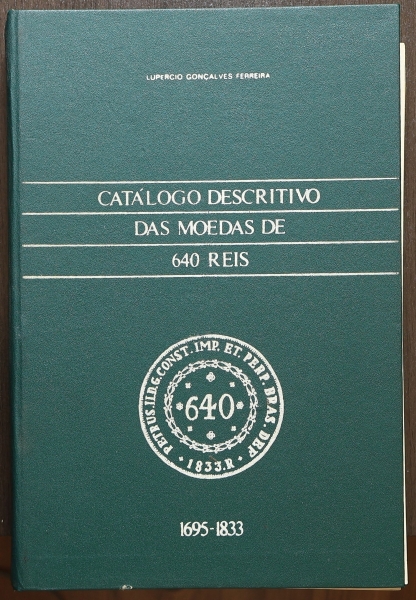 LUPERCIO GONÇALVES FERREIRA
CATÁLOGO DESCRITIVO
DAS MOEDAS DE
640 REIS
PETRUS.II.D.G.CONST.IMP.ET.PERP.BRAS.DEF.
640
1833.R
1695-1833